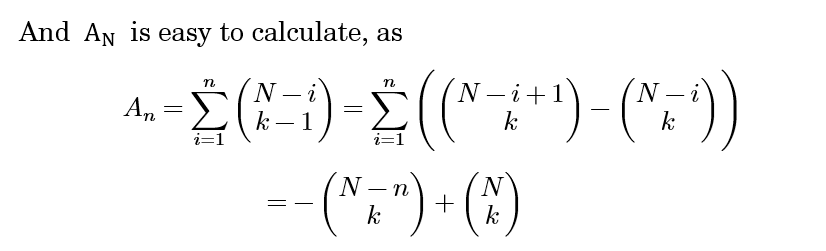 And A_N is easy to calculate, as
A_n = \sum_{i=1}^{n} \binom{N-i}{k-1} = \sum_{i=1}^{n} \left( \binom{N-i+1}{k} - \binom{N-i}{k} \right)
= -\binom{N-n}{k} + \binom{N}{k}